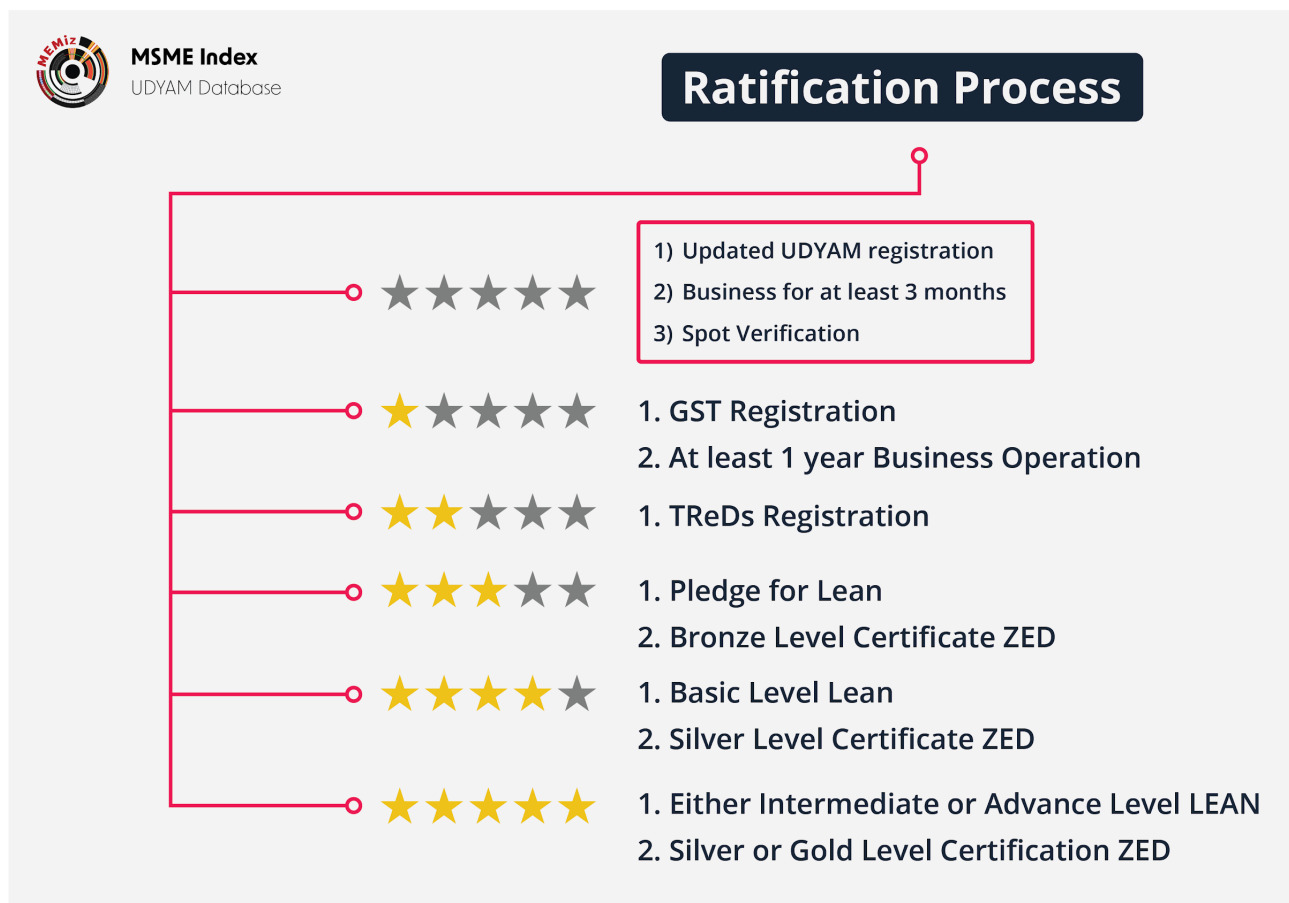 MEMiz
MSME Index
UDYAM Database
Ratification Process
1) Updated UDYAM registration
2) Business for at least 3 months
3) Spot Verification
1. GST Registration
2. At least 1 year Business Operation
1. TReDs Registration
1. Pledge for Lean
2. Bronze Level Certificate ZED
1. Basic Level Lean
2. Silver Level Certificate ZED
1. Either Intermediate or Advance Level LEAN
2. Silver or Gold Level Certification ZED